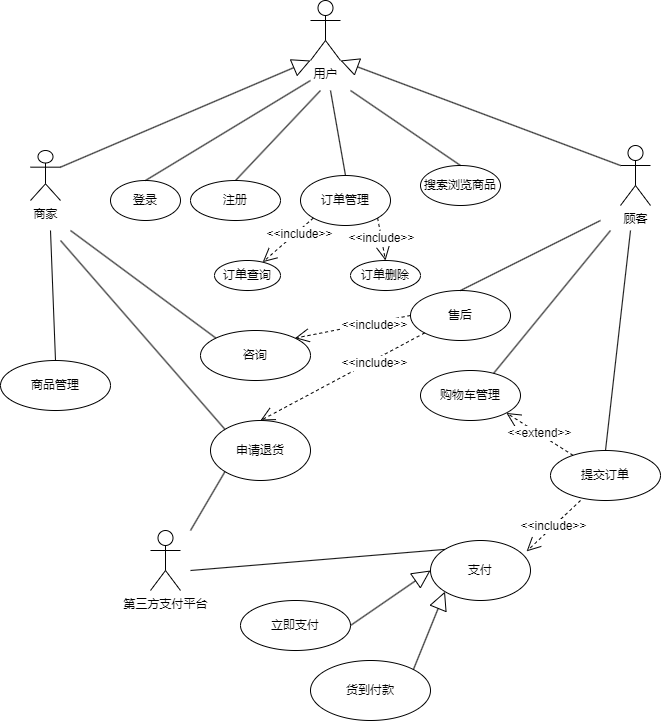 用户
商家
顾客
登录
注册
订单管理
搜索浏览商品
<<include>>
<<include>>
订单查询
订单删除
售后
<<include>>
咨询
<<include>>
商品管理
购物车管理
<<extend>>
申请退货
提交订单
<<include>>
支付
第三方支付平台
立即支付
货到付款